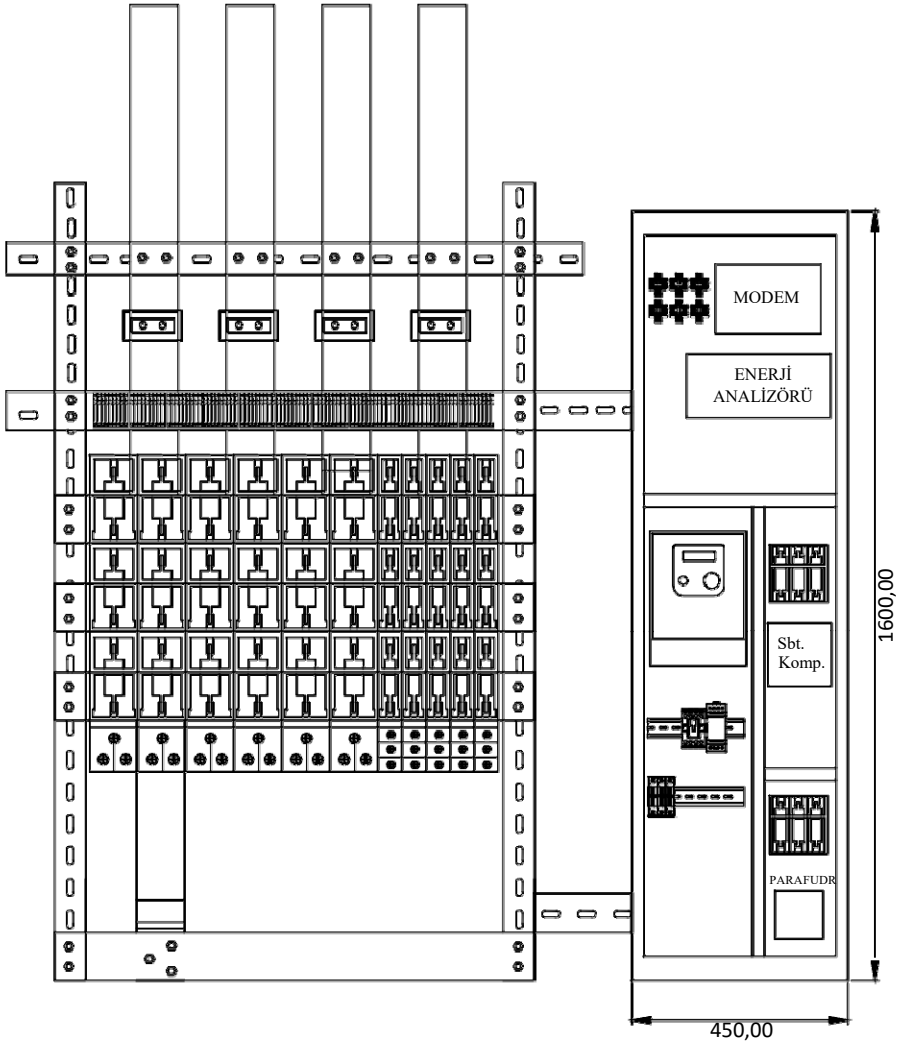 MODEM
ENERJİ
ANALİZÖRÜ
Sbt.
Komp.
PARAFUDR
1600,00
450,00